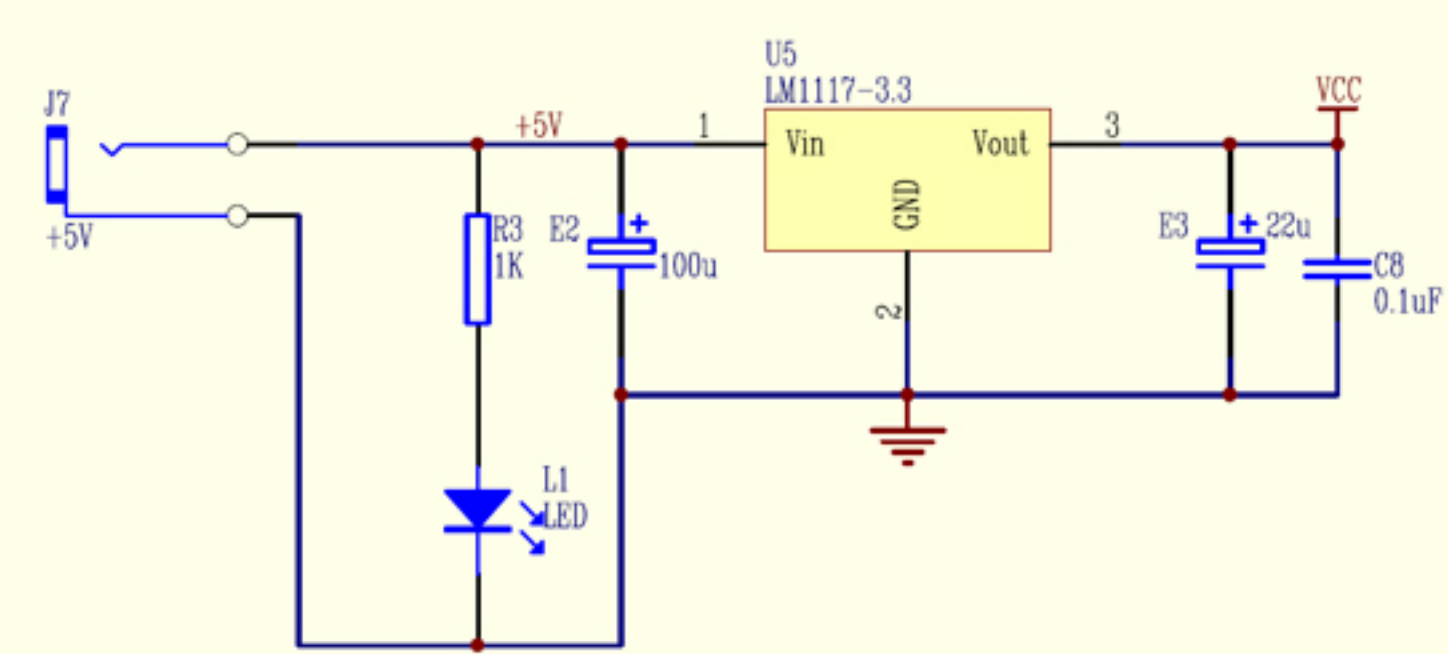 J7
+5V
+5V
R3
1K
E2
+
100u
L1
LED
U5
LM1117-3.3
1
Vin
GND
2
Vout
3
E3
+
22u
VCC
C8
0.1uF